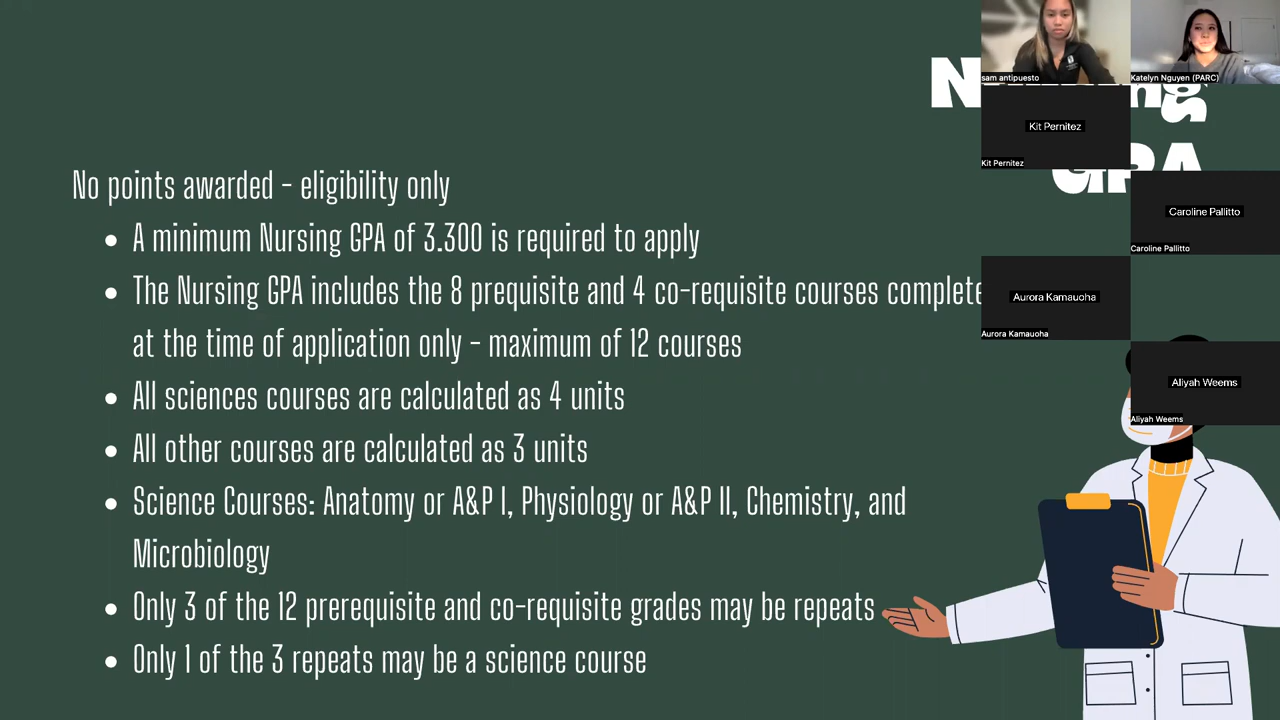 No points awarded - eligibility only
• A minimum Nursing GPA of 3.300 is required to apply
• The Nursing GPA includes the 8 prequisite and 4 co-requisite courses complete
at the time of application only - maximum of 12 courses
• All sciences courses are calculated as 4 units
• All other courses are calculated as 3 units
• Science Courses: Anatomy or A&P I, Physiology or A&P II, Chemistry, and
Microbiology
• Only 3 of the 12 prerequisite and co-requisite grades may be repeats
• Only 1 of the 3 repeats may be a science course
GPA
sam antipuesto
Katelyn Nguyen (PARC)
Kit Pernitez
Kit Pernitez
Caroline Pallitto
Caroline Pallitto
Aurora Kamauoha
Aurora Kamauoha
Aliyah Weems
Aliyah Weems